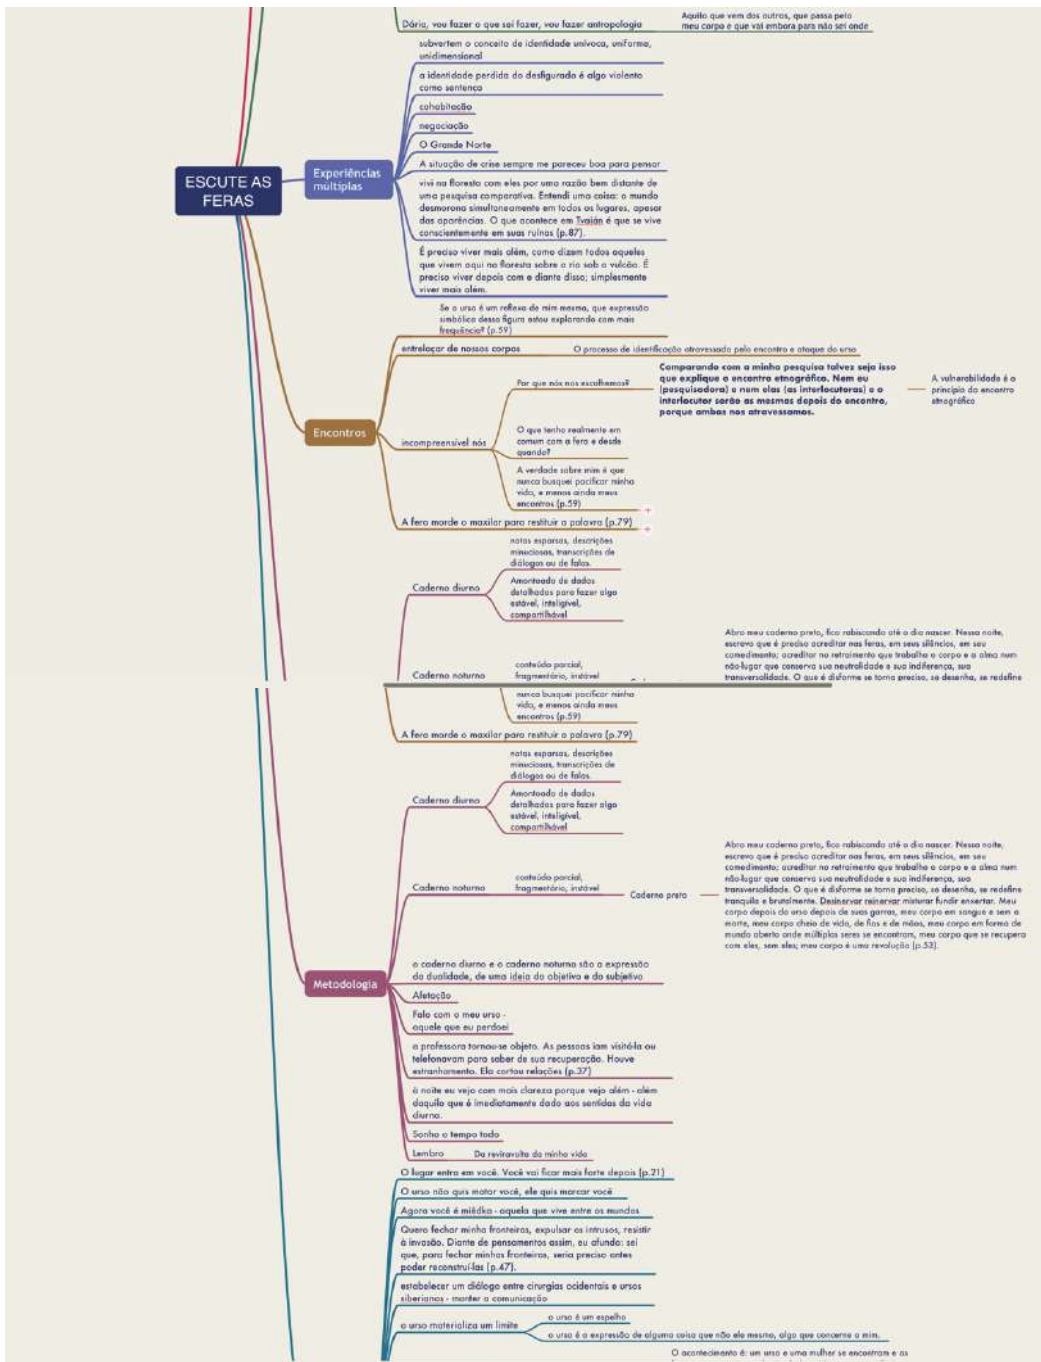 Dária, vou fazer o que sei fazer, vou fazer antropologia
Aquilo que vem dos outros, que passa pelo
meu corpo e que vai embora para não sei onde
subvertem o conceito de identidade unívoca, uniforme,
unidimensional
a identidade perdida do desfigurado é algo violento
como sentença
cohabitação
negociação
O Grande Norte
A situação de crise sempre me pareceu boa para pensar
ESCUTE AS
FERAS
Experiências
múltiplas
vivi na floresta com eles por uma razão bem distante de
uma pesquisa comparativa. Entendi uma coisa: o mundo
desmorona simultaneamente em todos os lugares, apesar
das aparências. O que acontece em Tvaián é que se vive
conscientemente em suas ruínas (p.87).
É preciso viver mais além, como dizem todos aqueles
que vivem aqui na floresta sobre o rio sob o vulcão. É
preciso viver depois com e diante disso; simplesmente
viver mais além.
Se o urso é um reflexo de mim mesma, que expressão
simbólica dessa figura estou explorando com mais
frequência? (p.59)
entrelaçar de nossos corpos
O processo de identificação atravessada pelo encontro e ataque do urso
Encontros
incompreensível nós
Por que nós nos escolhemos?
Comparando com a minha pesquisa talvez seja isso
que explique o encontro etnográfico. Nem eu
(pesquisadora) e nem elas (as interlocutoras) e o
interlocutor serão as mesmas depois do encontro,
porque ambas nos atravessamos.
A vulnerabilidade é o
princípio do encontro
etnográfico
O que tenho realmente em
comum com a fera e desde
quando?
A verdade sobre mim é que
nunca busquei pacificar minha
vida, e menos ainda meus
encontros (p.59)
A fera morde o maxilar para restituir a palavra (p.79)
notas esparsas, descrições
minuciosas, transcrições de
diálogos ou de falas.
Caderno diurno
Amontoado de dados
detalhados para fazer algo
estável, inteligível,
compartilhável
Caderno noturno
conteúdo parcial,
fragmentário, instável
Abro meu caderno preto, fico rabiscando até o dia nascer. Nessa noite,
escrevo que é preciso acreditar nas feras, em seus silêncios, em seu
comedimento; acreditar no retraimento que trabalha o corpo e a alma num
não-lugar que conserva sua neutralidade e sua indiferença, sua
transversalidade. O que é disforme se torna preciso, se desenha, se redefine
nunca busquei pacificar minha
vida, e menos ainda meus
encontros (p.59)
A fera morde o maxilar para restituir a palavra (p.79)
notas esparsas, descrições
minuciosas, transcrições de
diálogos ou de falas.
Caderno diurno
Amontoado de dados
detalhados para fazer algo
estável, inteligível,
compartilhável
Caderno noturno
conteúdo parcial,
fragmentário, instável
Caderno preto
Abro meu caderno preto, fico rabiscando até o dia nascer. Nessa noite,
escrevo que é preciso acreditar nas feras, em seus silêncios, em seu
comedimento; acreditar no retraimento que trabalha o corpo e a alma num
não-lugar que conserva sua neutralidade e sua indiferença, sua
transversalidade. O que é disforme se torna preciso, se desenha, se redefine
tranquila e brutalmente. Desinervar reinervar misturar fundir enxertar. Meu
corpo depois do urso depois de suas garras, meu corpo em sangue e sem a
morte, meu corpo cheio de vida, de fios e de mãos, meu corpo em forma de
mundo aberto onde múltiplos seres se encontram, meu corpo que se recupera
com eles, sem eles; meu corpo é uma revolução (p.53).
Metodologia
o caderno diurno e o caderno noturno são a expressão
da dualidade, de uma ideia do objetivo e do subjetivo
Afetação
Falo com o meu urso -
aquele que eu perdoei
a professora tornou-se objeto. As pessoas iam visitá-la ou
telefonavam para saber de sua recuperação. Houve
estranhamento. Ela cortou relações (p.37)
à noite eu vejo com mais clareza porque vejo além - além
daquilo que é imediatamente dado aos sentidos da vida
diurna.
Sonho o tempo todo
Lembro
Da reviravolta da minha vida
O lugar entra em você. Você vai ficar mais forte depois (p.21)
O urso não quis matar você, ele quis marcar você
Agora você é miêdka - aquela que vive entre os mundos
Quero fechar minha fronteiras, expulsar os intrusos, resistir
à invasão. Diante de pensamentos assim, eu afundo: sei
que, para fechar minhas fronteiras, seria preciso antes
poder reconstruí-las (p.47).
estabelecer um diálogo entre cirurgias ocidentais e ursos
siberianos - manter a comunicação
o urso materializa um limite
o urso é um espelho
o urso é a expressão de alguma coisa que não ele mesmo, algo que concerne a mim.
O acontecimento é: um urso e uma mulher se encontram e as